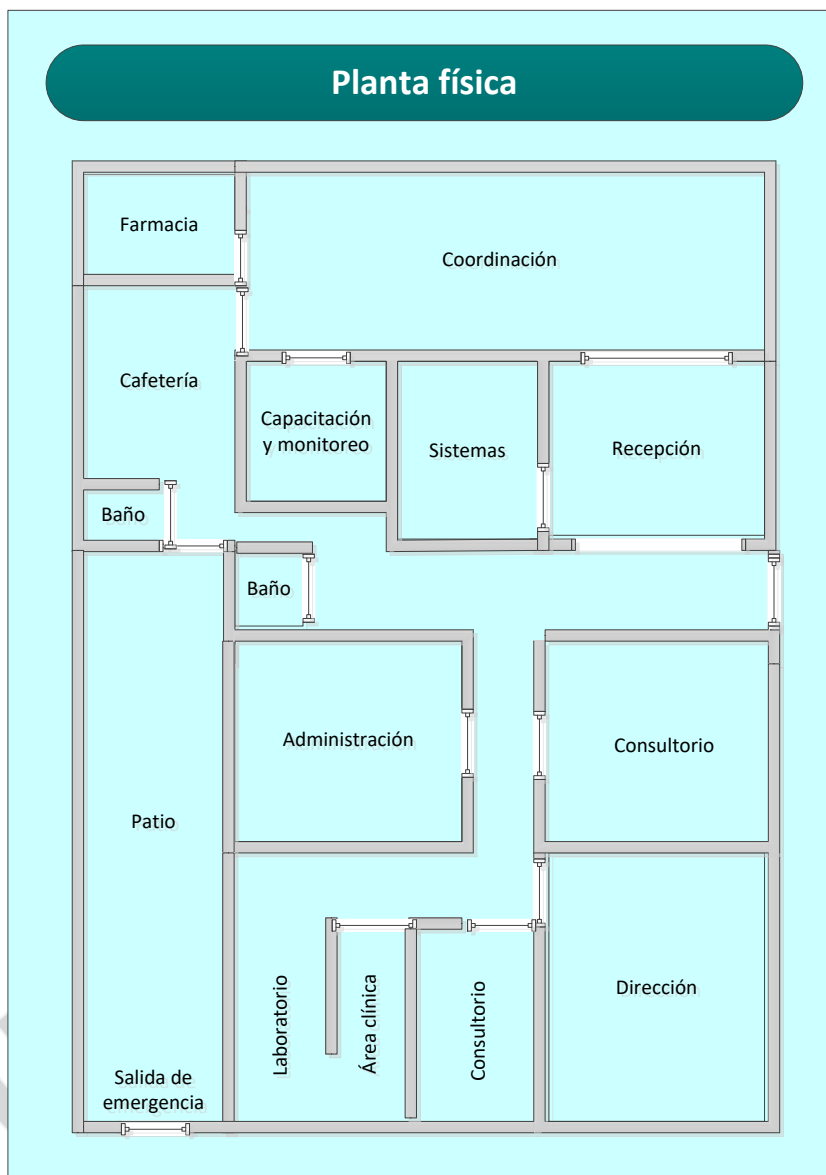 Planta física
Farmacia
Coordinación
Cafetería
Capacitación
y monitoreo
Sistemas
Recepción
Baño
Baño
Administración
Consultorio
Patio
Laboratorio
Área clínica
Consultorio
Dirección
Salida de
emergencia